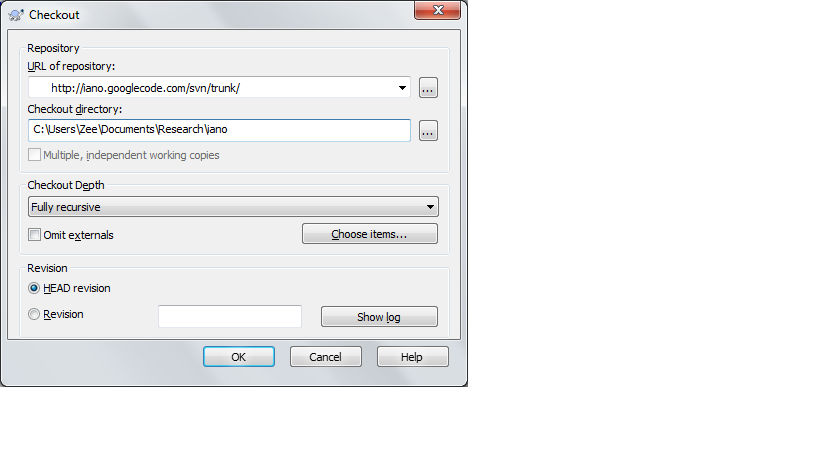 Checkout
Repository
URL of repository:
http://iano.googlecode.com/svn/trunk/
...
Checkout directory:
C:\Users\Zee\Documents\Research\iano
...
Multiple, independent working copies
Checkout Depth
Fully recursive
Omit externals
Choose items...
Revision
HEAD revision
Revision
Show log
OK
Cancel
Help